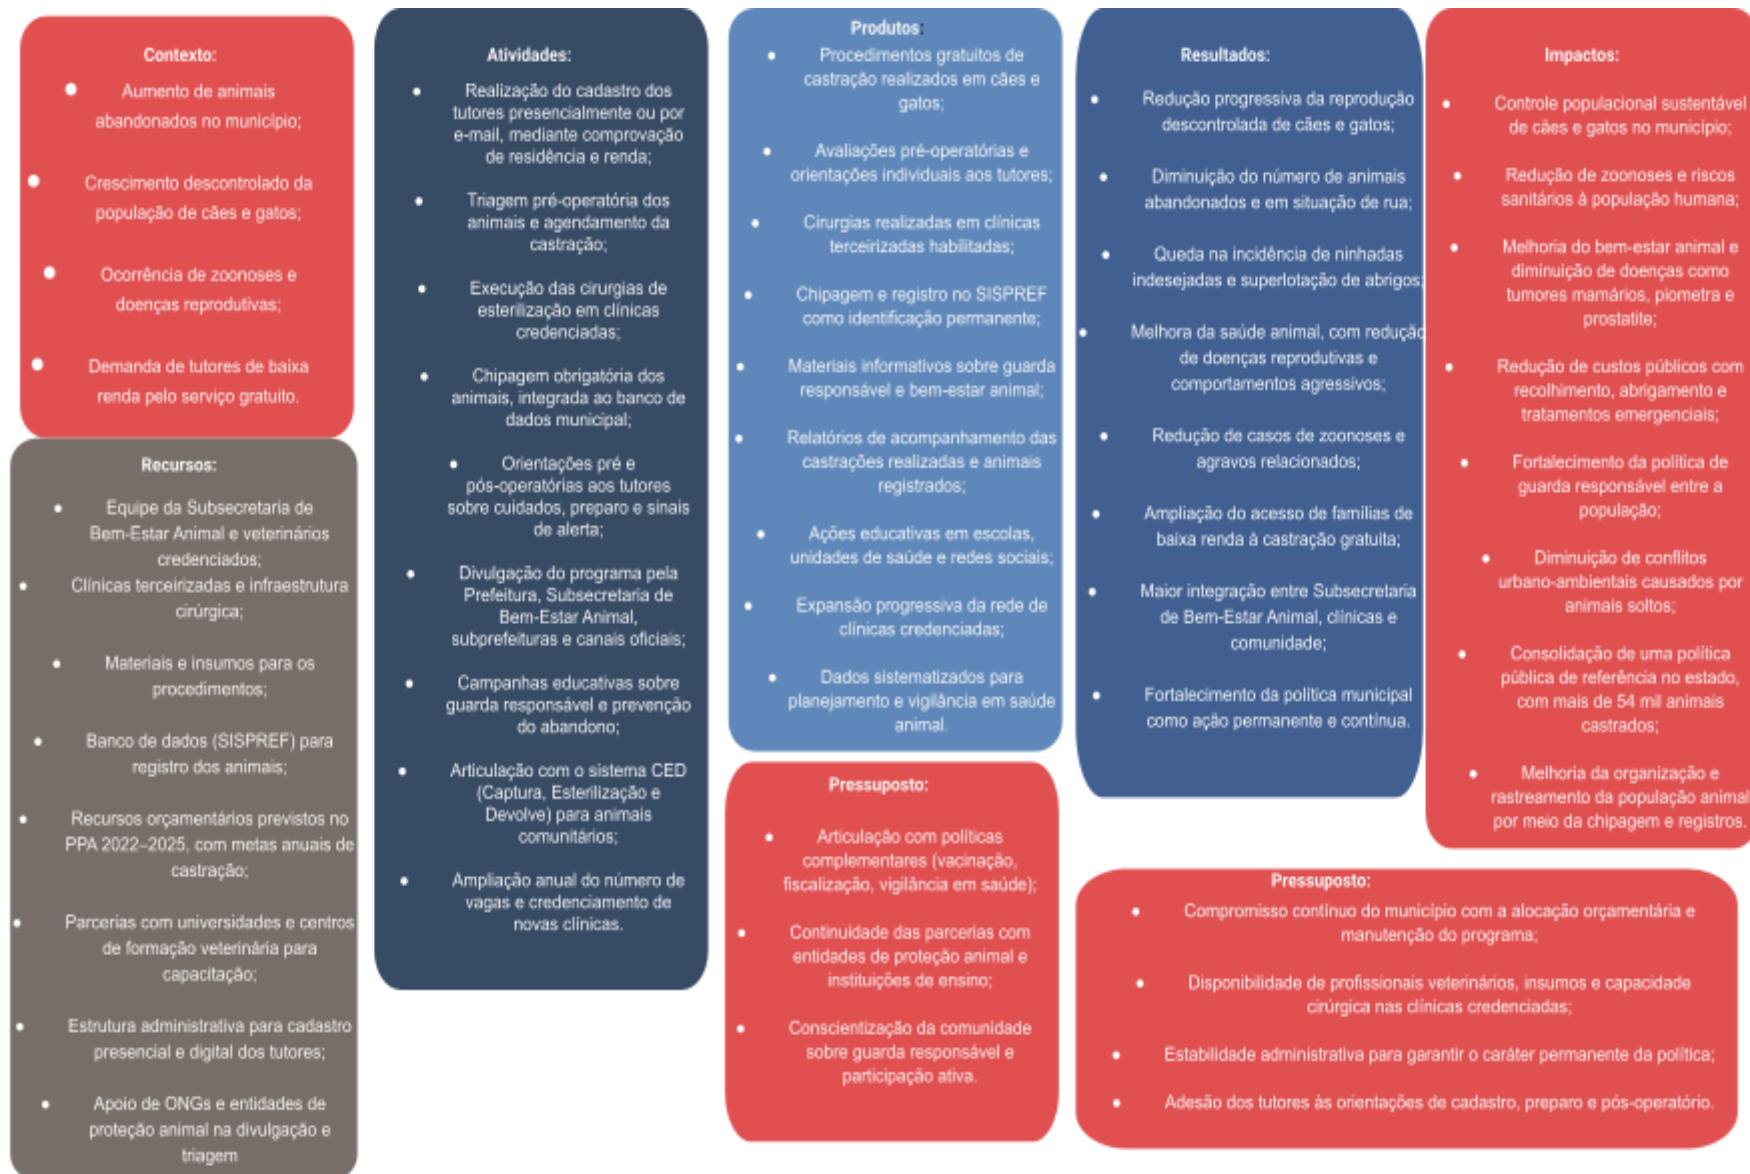 Contexto:
Aumento de animais
abandonados no município;
Crescimento descontrolado da
população de cães e gatos;
Ocorrência de zoonoses e
doenças reprodutivas;
Demanda de tutores de baixa
renda pelo serviço gratuito.
Recursos:
Equipe da Subsecretaria de
Bem-Estar Animal e veterinários
credenciados;
Clínicas terceirizadas e infraestrutura
cirúrgica;
Materiais e insumos para os
procedimentos;
Banco de dados (SISPREF) para
registro dos animais;
Recursos orçamentários previstos no
PPA 2022–2025, com metas anuais de
castração;
Parcerias com universidades e centros
de formação veterinária para
capacitação;
Estrutura administrativa para cadastro
presencial e digital dos tutores;
Apoio de ONGs e entidades de
proteção animal na divulgação e
triagem
Atividades:
Realização do cadastro dos
tutores presencialmente ou por
e-mail, mediante comprovação
de residência e renda;
Triagem pré-operatória dos
animais e agendamento da
castração;
Execução das cirurgias de
esterilização em clínicas
credenciadas;
Chipagem obrigatória dos
animais, integrada ao banco de
dados municipal;
Orientações pré e
pós-operatórias aos tutores
sobre cuidados, preparo e sinais
de alerta;
Divulgação do programa pela
Prefeitura, Subsecretaria de
Bem-Estar Animal,
subprefeituras e canais oficiais;
Campanhas educativas sobre
guarda responsável e prevenção
do abandono;
Articulação com o sistema CED
(Captura, Esterilização e
Devolve) para animais
comunitários;
Ampliação anual do número de
vagas e credenciamento de
novas clínicas.
Produtos:
Procedimentos gratuitos de
castração realizados em cães e
gatos;
Avaliações pré-operatórias e
orientações individuais aos tutores;
Cirurgias realizadas em clínicas
terceirizadas habilitadas;
Chipagem e registro no SISPREF
como identificação permanente;
Materiais informativos sobre guarda
responsável e bem-estar animal;
Relatórios de acompanhamento das
castrações realizadas e animais
registrados;
Ações educativas em escolas,
unidades de saúde e redes sociais;
Expansão progressiva da rede de
clínicas credenciadas;
Dados sistematizados para
planejamento e vigilância em saúde
animal.
Pressuposto:
Articulação com políticas
complementares (vacinação,
fiscalização, vigilância em saúde);
Continuidade das parcerias com
entidades de proteção animal e
instituições de ensino;
Conscientização da comunidade
sobre guarda responsável e
participação ativa.
Resultados:
Redução progressiva da reprodução
descontrolada de cães e gatos;
Diminuição do número de animais
abandonados e em situação de rua;
Queda na incidência de ninhadas
indesejadas e superlotação de abrigos;
Melhora da saúde animal, com redução
de doenças reprodutivas e
comportamentos agressivos;
Redução de casos de zoonoses e
agravos relacionados;
Ampliação do acesso de famílias de
baixa renda à castração gratuita;
Maior integração entre Subsecretaria
de Bem-Estar Animal, clínicas e
comunidade;
Fortalecimento da política municipal
como ação permanente e contínua.
Impactos:
Controle populacional sustentável
de cães e gatos no município;
Redução de zoonoses e riscos
sanitários à população humana;
Melhoria do bem-estar animal e
diminuição de doenças como
tumores mamários, piometra e
prostatite;
Redução de custos públicos com
recolhimento, abrigamento e
tratamentos emergenciais;
Fortalecimento da política de
guarda responsável entre a
população;
Diminuição de conflitos
urbano-ambientais causados por
animais soltos;
Consolidação de uma política
pública de referência no estado,
com mais de 54 mil animais
castrados;
Melhoria da organização e
rastreamento da população animal
por meio da chipagem e registros.
Pressuposto:
Compromisso contínuo do município com a alocação orçamentária e
manutenção do programa;
Disponibilidade de profissionais veterinários, insumos e capacidade
cirúrgica nas clínicas credenciadas;
Estabilidade administrativa para garantir o caráter permanente da política;
Adesão dos tutores às orientações de cadastro, preparo e pós-operatório.